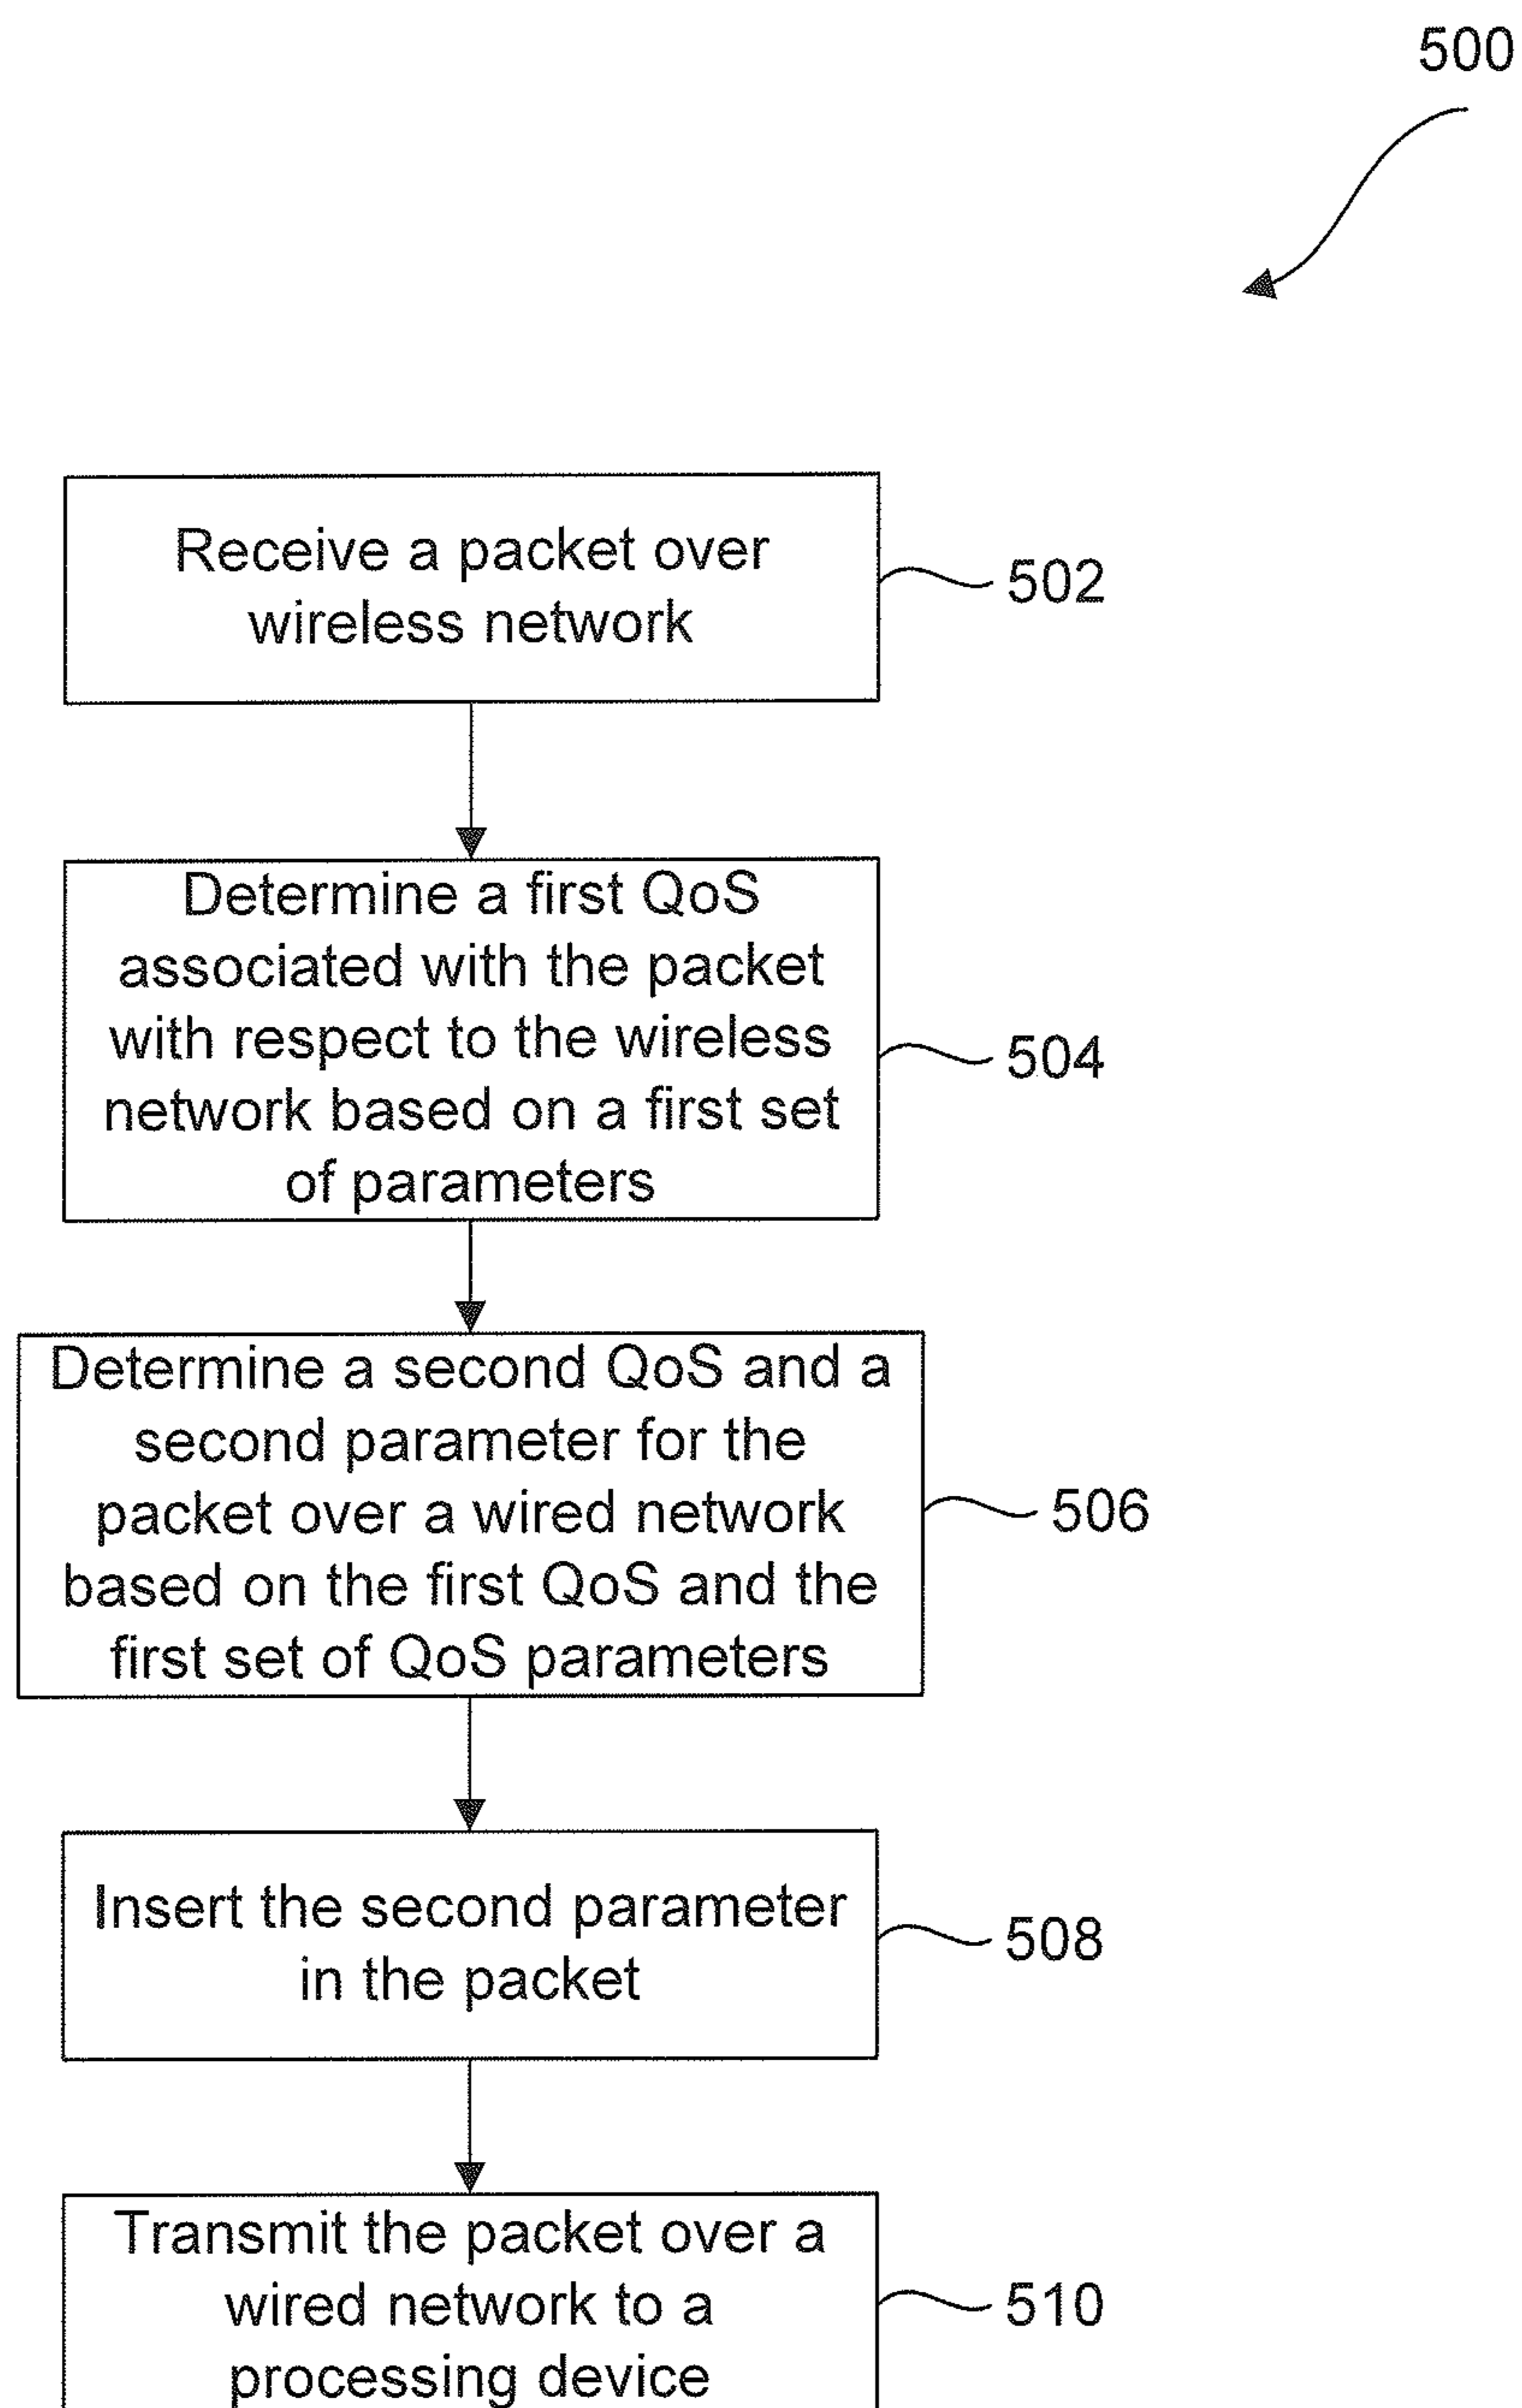 500
Receive a packet over
wireless network
502
Determine a first QoS
associated with the packet
with respect to the wireless
network based on a first set
of parameters
504
Determine a second QoS and a
second parameter for the
packet over a wired network
based on the first QoS and the
first set of QoS parameters
506
Insert the second parameter
in the packet
508
Transmit the packet over a
wired network to a
processing device
510